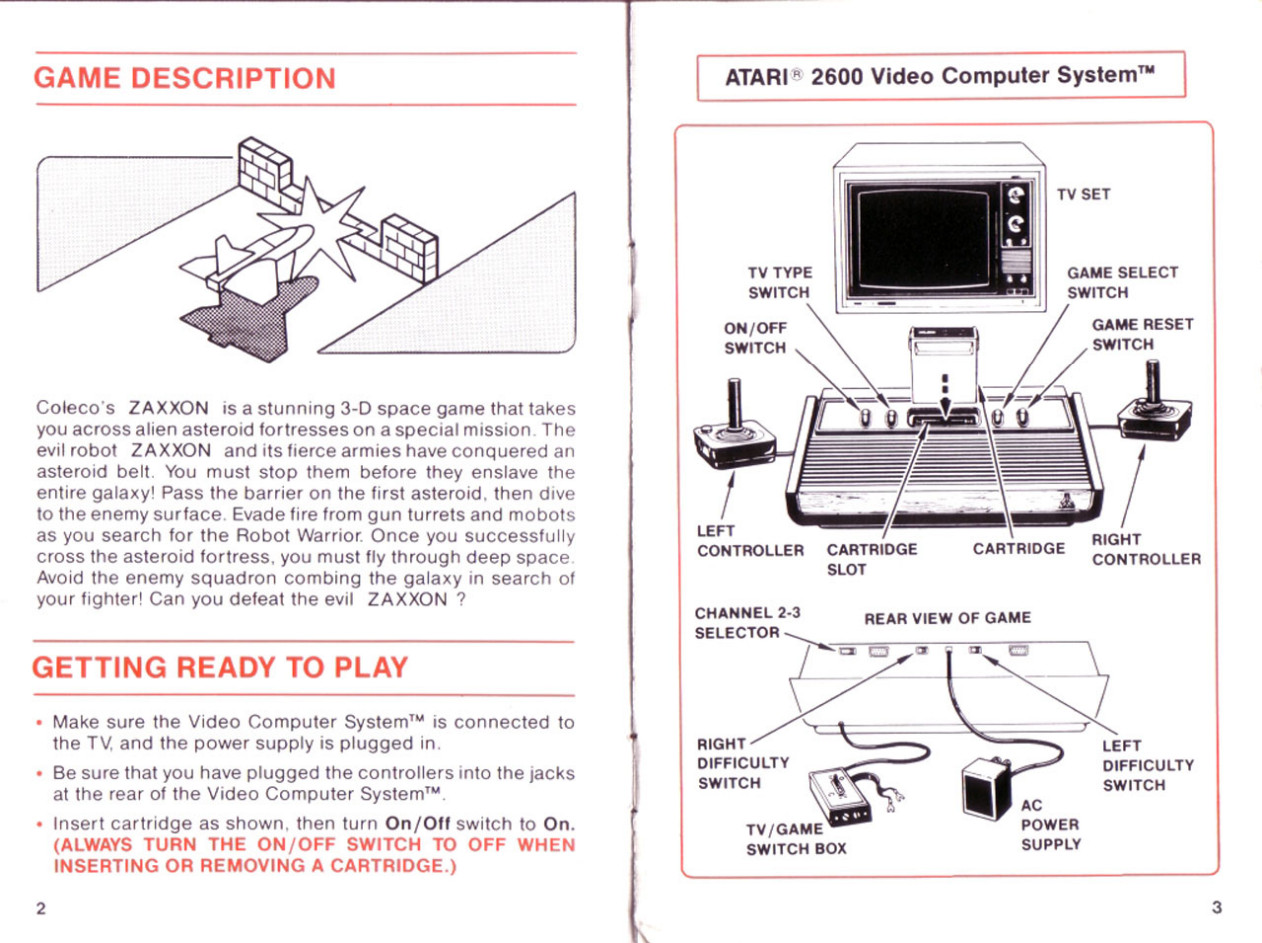 GAME DESCRIPTION
Coleco's ZAXXON is a stunning 3-D space game that takes
you across alien asteroid fortresses on a special mission. The
evil robot ZAXXON and its fierce armies have conquered an
asteroid belt. You must stop them before they enslave the
entire galaxy! Pass the barrier on the first asteroid, then dive
to the enemy surface. Evade fire from gun turrets and mobots
as you search for the Robot Warrior. Once you successfully
cross the asteroid fortress, you must fly through deep space.
Avoid the enemy squadron combing the galaxy in search of
your fighter! Can you defeat the evil ZAXXON ?
GETTING READY TO PLAY
• Make sure the Video Computer System™ is connected to
the TV, and the power supply is plugged in.
• Be sure that you have plugged the controllers into the jacks
at the rear of the Video Computer System™.
• Insert cartridge as shown, then turn On/Off switch to On.
(ALWAYS TURN THE ON/OFF SWITCH TO OFF WHEN
INSERTING OR REMOVING A CARTRIDGE.)
2
ATARI® 2600 Video Computer System™
TV SET
TV TYPE
SWITCH
GAME SELECT
SWITCH
ON/OFF
SWITCH
GAME RESET
SWITCH
LEFT
CONTROLLER
CARTRIDGE
SLOT
CARTRIDGE
RIGHT
CONTROLLER
CHANNEL 2-3
SELECTOR
REAR VIEW OF GAME
RIGHT
DIFFICULTY
SWITCH
LEFT
DIFFICULTY
SWITCH
TV/GAME
SWITCH BOX
AC
POWER
SUPPLY
3